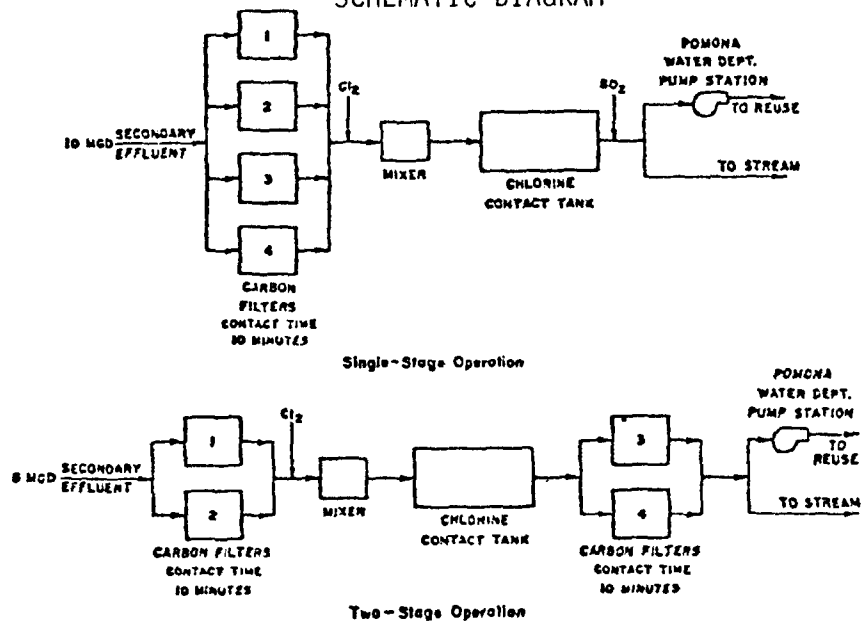 SCHEMATIC DIAGRAM
1
2
3
4
10 MGD SECONDARY
EFFLUENT
CARBON
FILTERS
CONTACT TIME
10 MINUTES
Cl2
MIXER
CHLORINE
CONTACT TANK
SO2
POMONA
WATER DEPT.
PUMP STATION
TO REUSE
TO STREAM
Single-Stage Operation
SECONDARY
EFFLUENT
MGD
1
2
CARBON FILTERS
CONTACT TIME
10 MINUTES
Cl2
MIXER
CHLORINE
CONTACT TANK
3
4
CARBON FILTERS
CONTACT TIME
10 MINUTES
POMONA
WATER DEPT.
PUMP STATION
TO
REUSE
TO STREAM
Two-Stage Operation